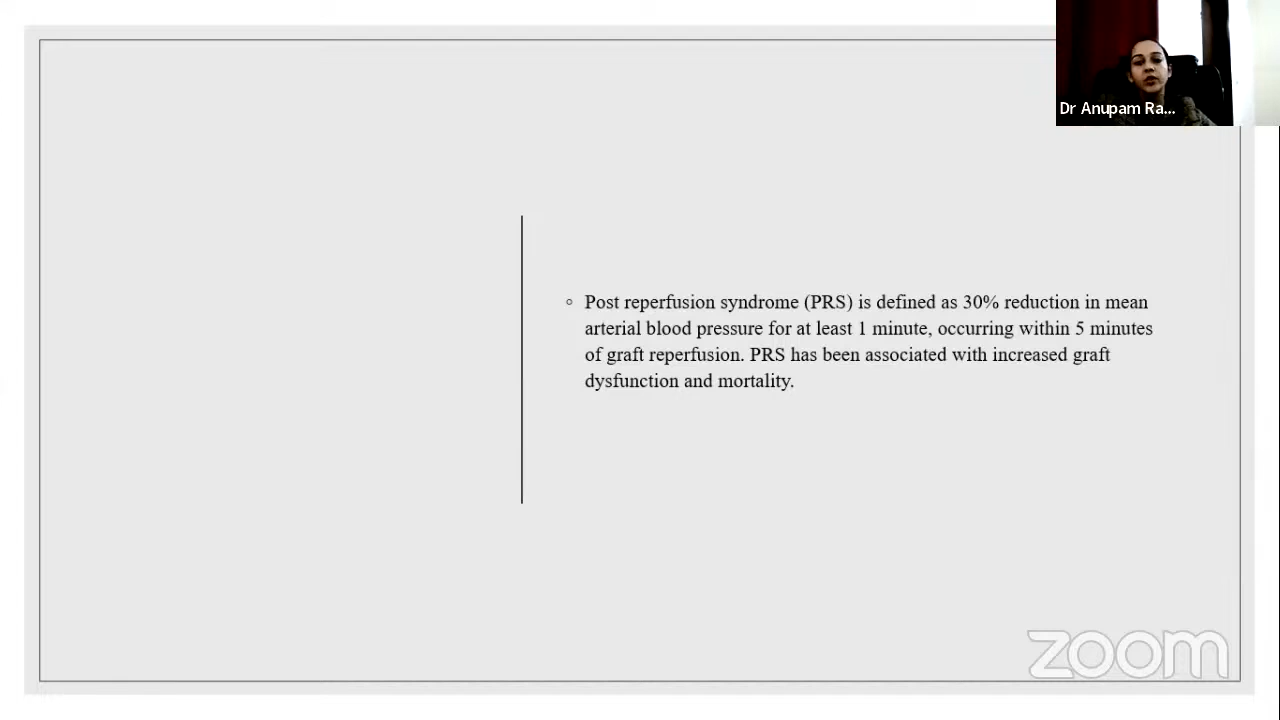 Dr Anupam Ra...
Post reperfusion syndrome (PRS) is defined as 30% reduction in mean
arterial blood pressure for at least 1 minute, occurring within 5 minutes
of graft reperfusion. PRS has been associated with increased graft
dysfunction and mortality.
zoom